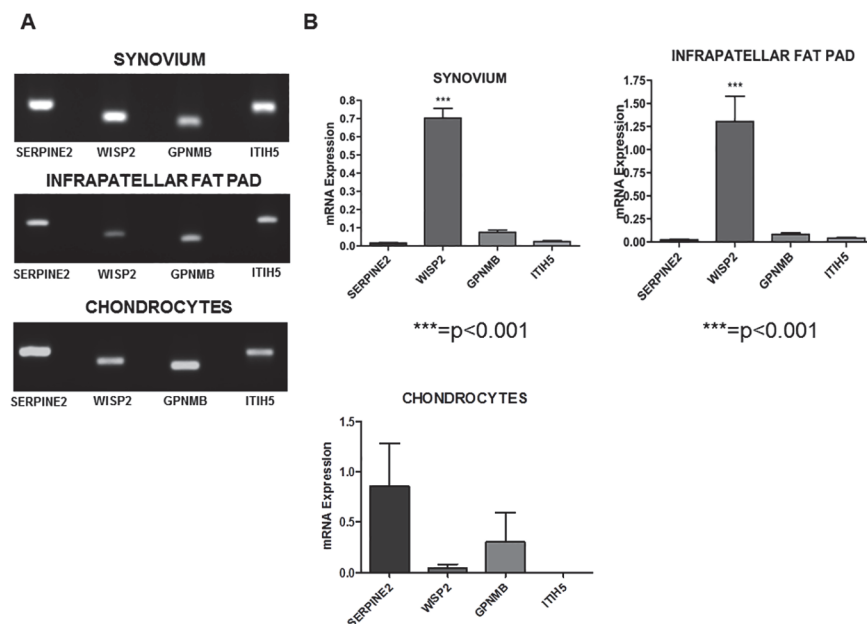 A
SYNOVIUM
SERPINE2 WISP2 GPNMB ITIH5
INFRAPATELLAR FAT PAD
SERPINE2 WISP2 GPNMB ITIH5
CHONDROCYTES
SERPINE2 WISP2 GPNMB ITIH5
B
SYNOVIUM
mRNA Expression
0.8
0.7
0.6
0.5
0.4
0.3
0.2
0.1
0.0
***
SERPINE2 WISP2 GPNMB ITIH5
***=p<0.001
INFRAPATELLAR FAT PAD
mRNA Expression
1.75
1.50
1.25
1.00
0.75
0.50
0.25
0.00
***
SERPINE2 WISP2 GPNMB ITIH5
***=p<0.001
CHONDROCYTES
mRNA Expression
1.5
1.0
0.5
0.0
SERPINE2 WISP2 GPNMB ITIH5